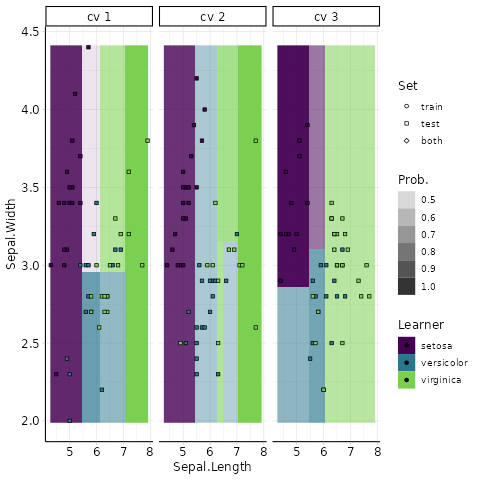 cv 1 cv 2 cv 3
4.5
4.0
3.5
3.0
2.5
2.0
Sepal.Width
5 6 7 8 5 6 7 8 5 6 7 8
Sepal.Length
Set
train
test
both
Prob.
0.5
0.6
0.7
0.8
0.9
1.0
Learner
setosa
versicolor
virginica